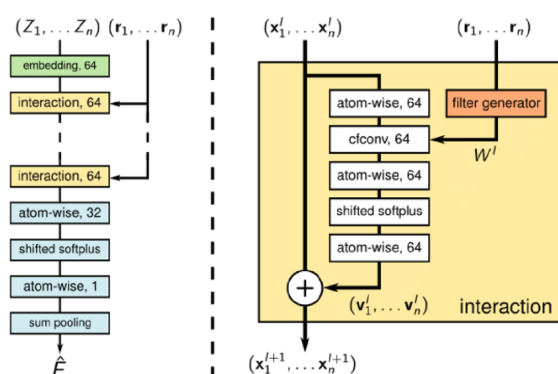 (Z₁, . . . Zₙ) (r₁, . . . rₙ)
embedding, 64
interaction, 64
interaction, 64
atom-wise, 32
shifted softplus
atom-wise, 1
sum pooling
Ê
(x₁ˡ, . . . xₙˡ)
(r₁, . . . rₙ)
atom-wise, 64
filter generator
cfconv, 64
Wˡ
atom-wise, 64
shifted softplus
atom-wise, 64
+
(v₁ˡ, . . . vₙˡ)
interaction
(x₁ˡ⁺¹, . . . xₙˡ⁺¹)